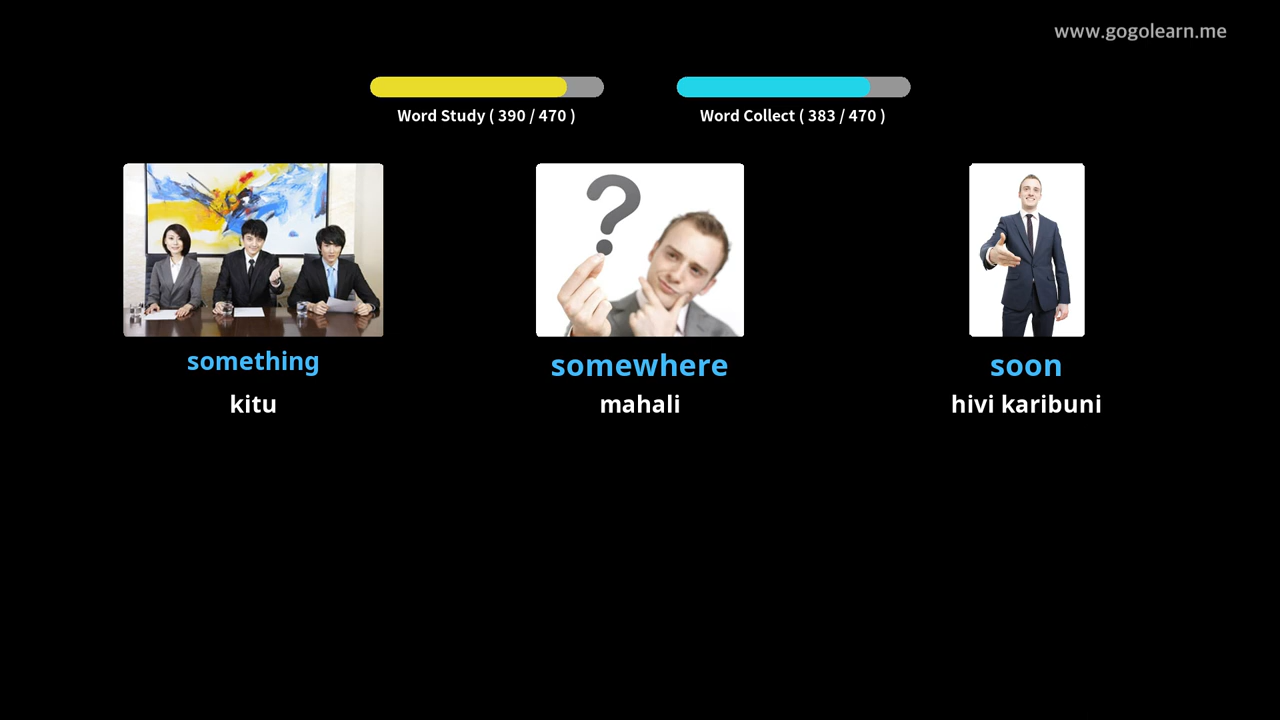 www.gogolearn.me
Word Study ( 390 / 470 )
Word Collect ( 383 / 470 )
something
somewhere
soon
kitu
mahali
hivi karibuni